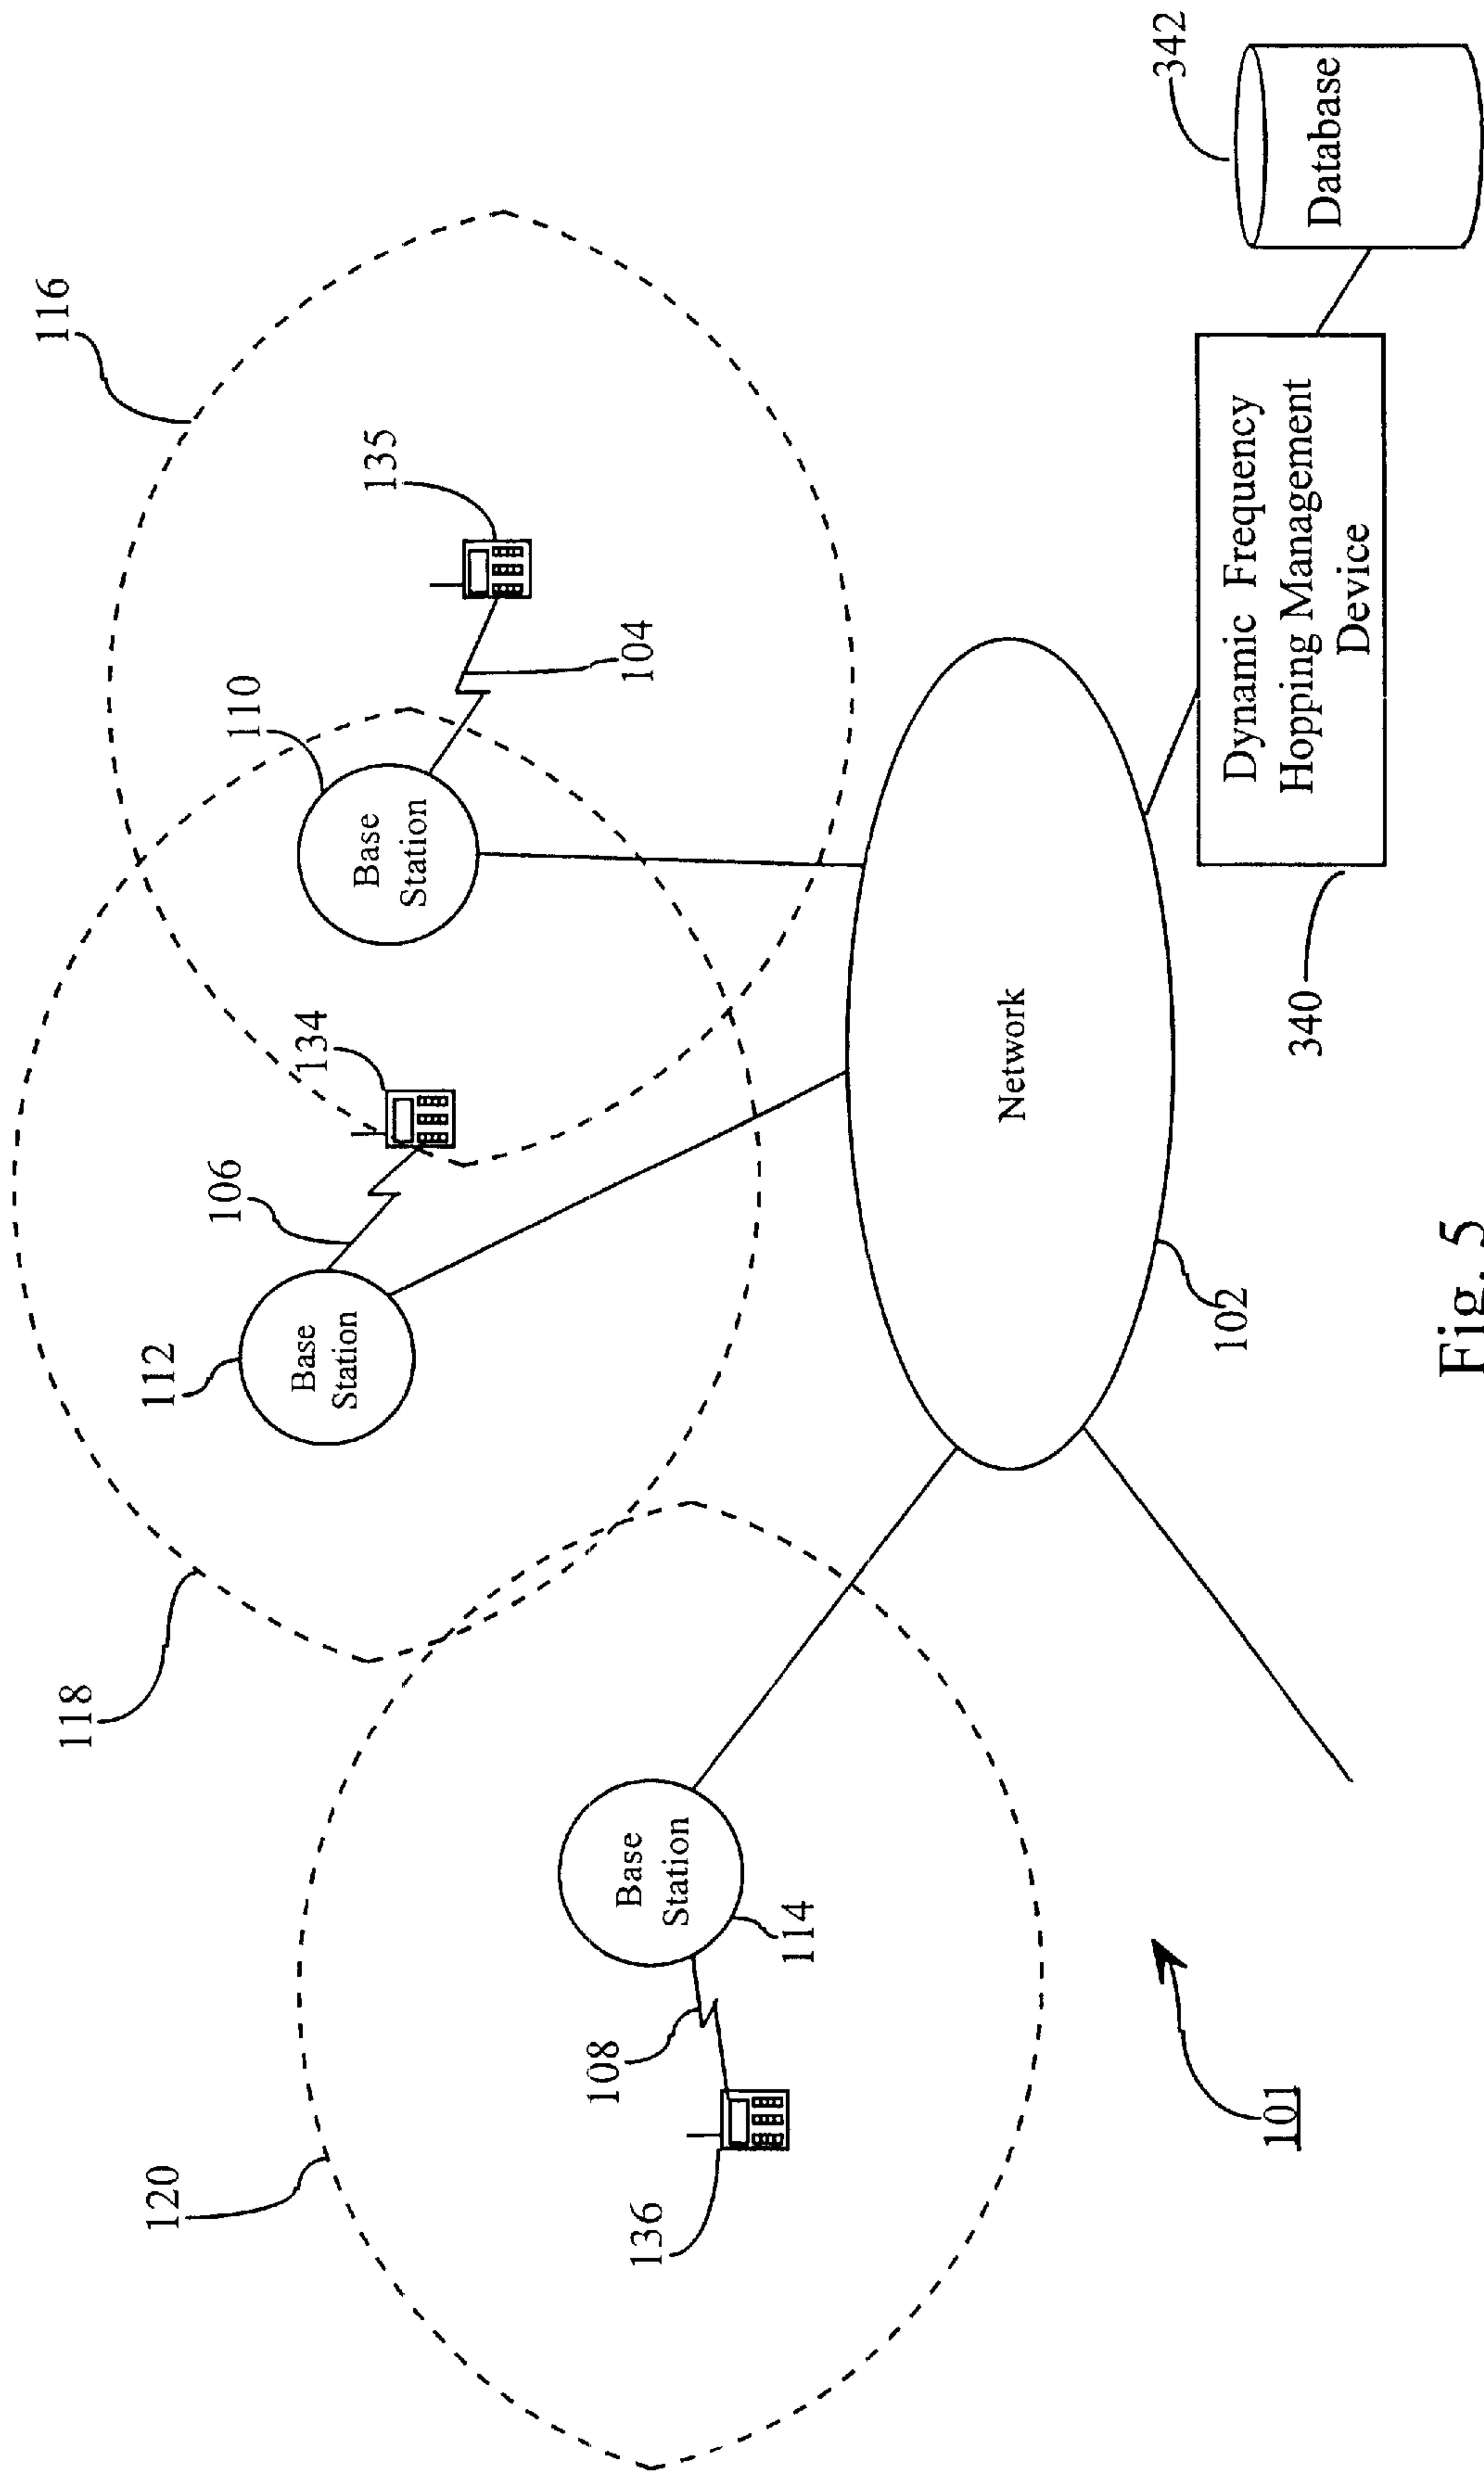 116
118
120
135
110
134
106
112
104
Base
Station
Base
Station
Base
Station
108
114
136
Network
102
342
Database
Dynamic Frequency
Hopping Management
Device
340
101
Fig. 5